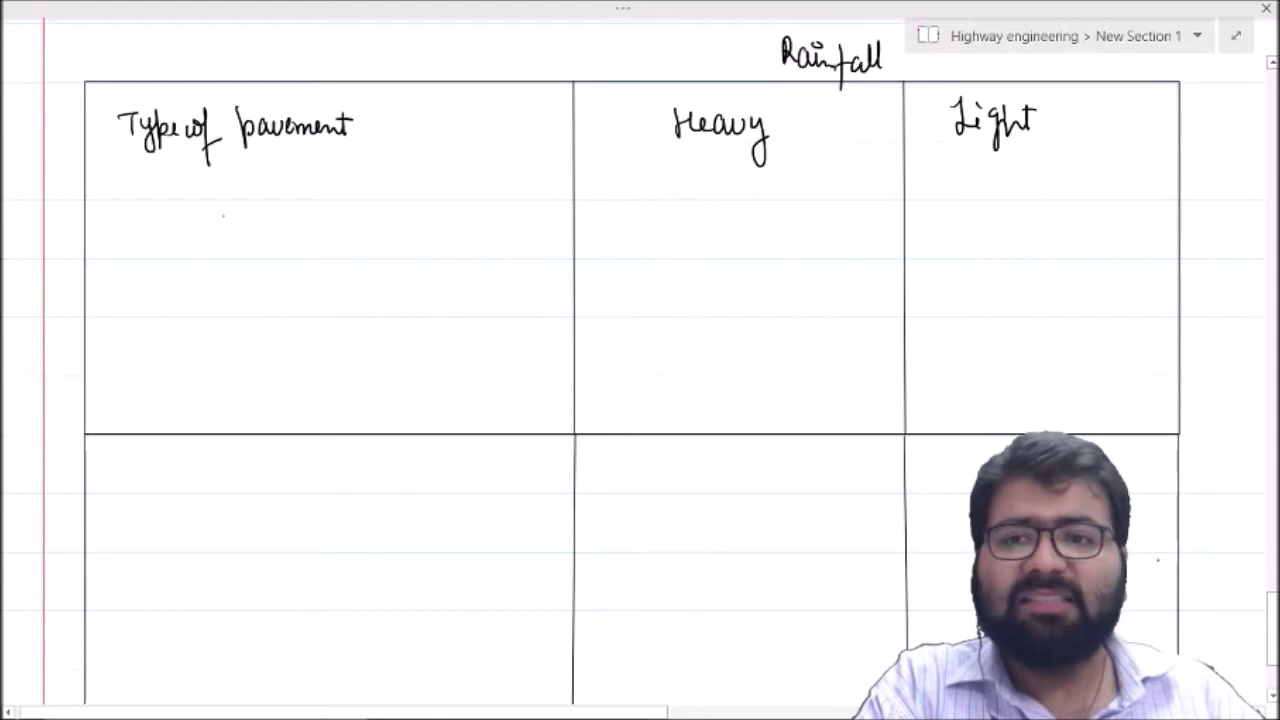 Highway engineering > New Section 1
Rainfall
Type of pavement Heavy Light